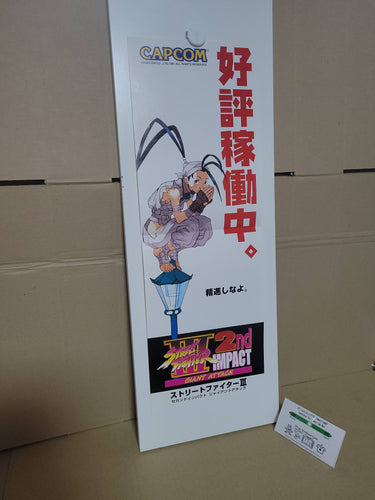 CAPCOM
好評稼働中。
精進しなよ。
STREET FIGHTER
III 2nd
IMPACT
GIANT ATTACK
ストリートファイターIII
セカンドインパクト ジャイアントアタック